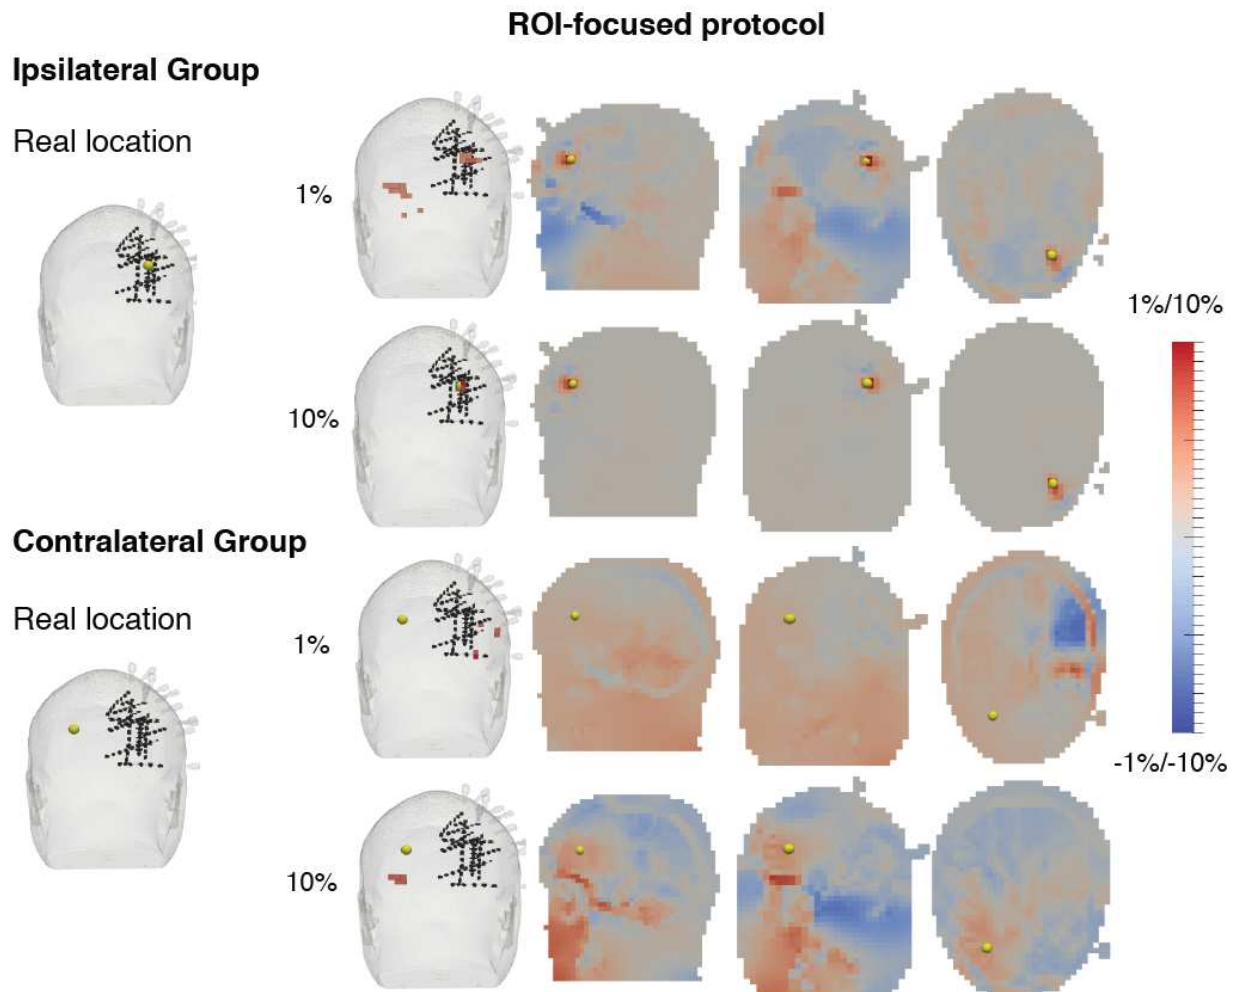 ROI-focused protocol
Ipsilateral Group
Real location
1%
1%/10%
10%
Contralateral Group
Real location
1%
-1%/-10%
10%